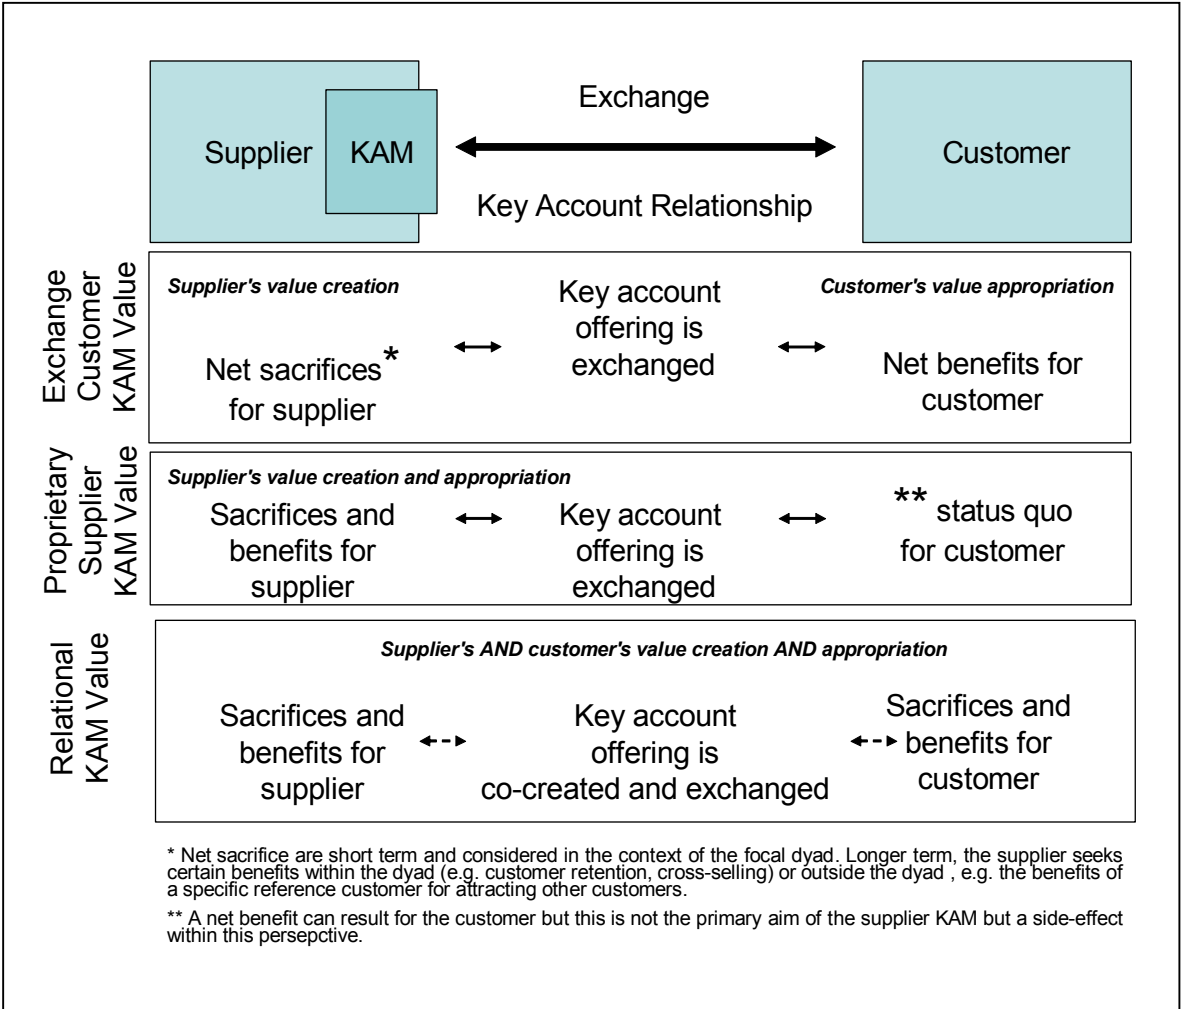 Exchange
Supplier
KAM
Customer
Key Account Relationship
Exchange
Customer
KAM Value
Supplier's value creation
Net sacrifices*
for supplier
Key account
offering is
exchanged
Customer's value appropriation
Net benefits for
customer
Proprietary
Supplier
KAM Value
Supplier's value creation and appropriation
Sacrifices and
benefits for
supplier
Key account
offering is
exchanged
** status quo
for customer
Relational
KAM Value
Supplier's AND customer's value creation AND appropriation
Sacrifices and
benefits for
supplier
Key account
offering is
co-created and exchanged
Sacrifices and
benefits for
customer
* Net sacrifice are short term and considered in the context of the focal dyad. Longer term, the supplier seeks
certain benefits within the dyad (e.g. customer retention, cross-selling) or outside the dyad , e.g. the benefits of
a specific reference customer for attracting other customers.
** A net benefit can result for the customer but this is not the primary aim of the supplier KAM but a side-effect
within this persepctive.